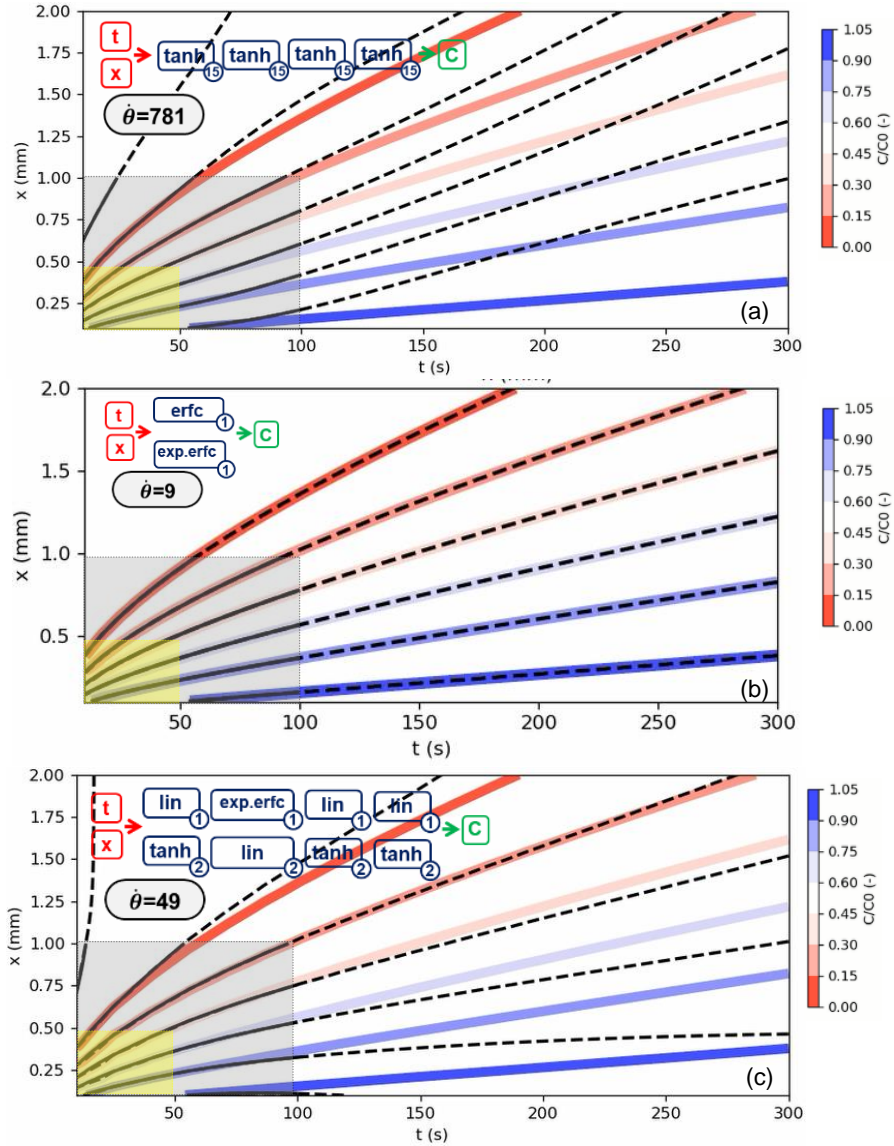 2.00
1.75
1.50
1.25
1.00
0.75
0.50
0.25
x (mm)
t
x
tanh 15 tanh 15 tanh 15 tanh 15
C
θ̇=781
50 100 150 200 250 300
t (s)
(a)
1.05
0.90
0.75
0.60
0.45
0.30
0.15
0.00
C/C0 (-)
2.0
1.5
1.0
0.5
x (mm)
t
x
erfc 1
exp.erfc 1
C
θ̇=9
50 100 150 200 250 300
t (s)
(b)
1.05
0.90
0.75
0.60
0.45
0.30
0.15
0.00
C/C0 (-)
2.00
1.75
1.50
1.25
1.00
0.75
0.50
0.25
x (mm)
t
x
lin 1 exp.erfc 1 lin 1 lin 1
tanh 2 lin 2 tanh 2 tanh 2
C
θ̇=49
50 100 150 200 250 300
t (s)
(c)
1.05
0.90
0.75
0.60
0.45
0.30
0.15
0.00
C/C0 (-)